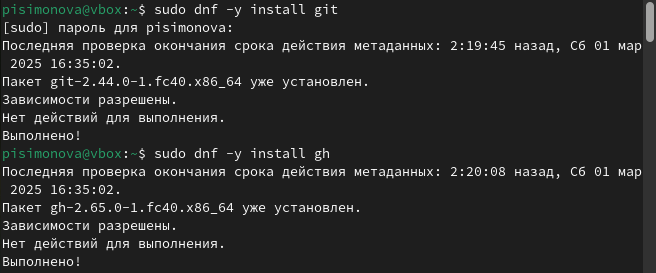 pisimonova@vbox:~$ sudo dnf -y install git
[sudo] пароль для pisimonova:
Последняя проверка окончания срока действия метаданных: 2:19:45 назад, Сб 01 мар
 2025 16:35:02.
Пакет git-2.44.0-1.fc40.x86_64 уже установлен.
Зависимости разрешены.
Нет действий для выполнения.
Выполнено!
pisimonova@vbox:~$ sudo dnf -y install gh
Последняя проверка окончания срока действия метаданных: 2:20:08 назад, Сб 01 мар
 2025 16:35:02.
Пакет gh-2.65.0-1.fc40.x86_64 уже установлен.
Зависимости разрешены.
Нет действий для выполнения.
Выполнено!